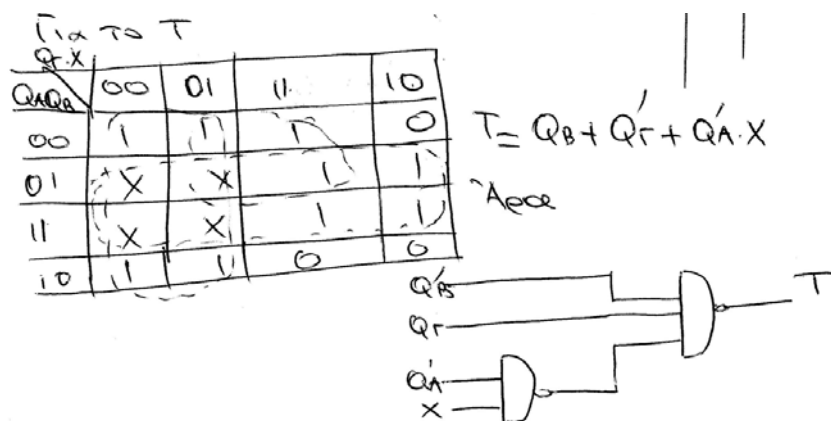 Για το T
QΓ.X
QAQB 00 01 11 10
00 1 1 1 0
01 X X 1 1
11 X X 1 1
10 1 1 0 0
T = QB + Q'Γ + Q'A.X
Άρα
Q'B
QΓ
Q'A
X
T